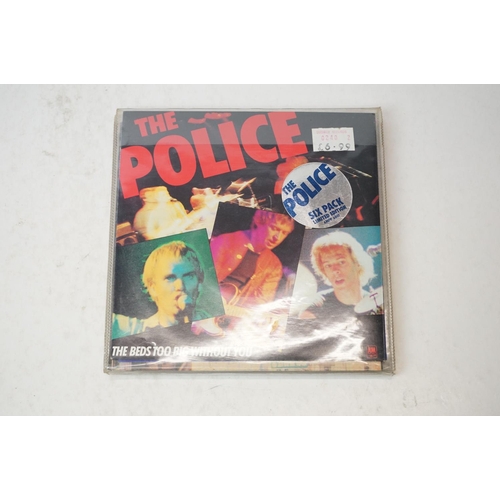 THE
POLICE
£6.99
THE
POLICE
SIX PACK
LIMITED EDITION
THE BEDS TOO BIG WITHOUT YOU